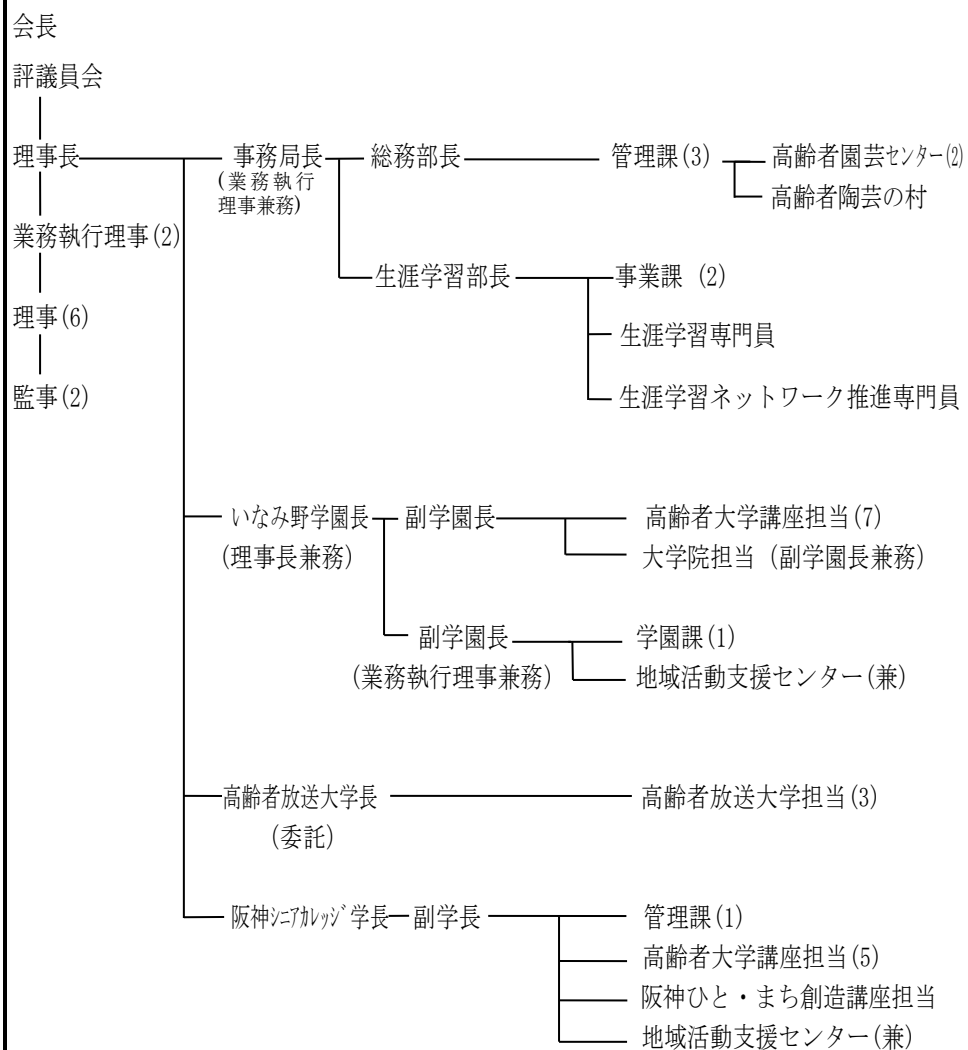 会長
評議員会
理事長 事務局長 総務部長 管理課(3) 高齢者園芸センター(2)
(業務執行
理事兼務)
高齢者陶芸の村
業務執行理事(2)
生涯学習部長 事業課 (2)
理事(6)
生涯学習専門員
監事(2)
生涯学習ネットワーク推進専門員
いなみ野学園長 副学園長 高齢者大学講座担当(7)
(理事長兼務)
大学院担当 (副学園長兼務)
副学園長 学園課(1)
(業務執行理事兼務)
地域活動支援センター(兼)
高齢者放送大学長 高齢者放送大学担当(3)
(委託)
阪神ｼﾆｱｶﾚｯｼﾞ学長 副学長 管理課(1)
高齢者大学講座担当(5)
阪神ひと・まち創造講座担当
地域活動支援センター(兼)